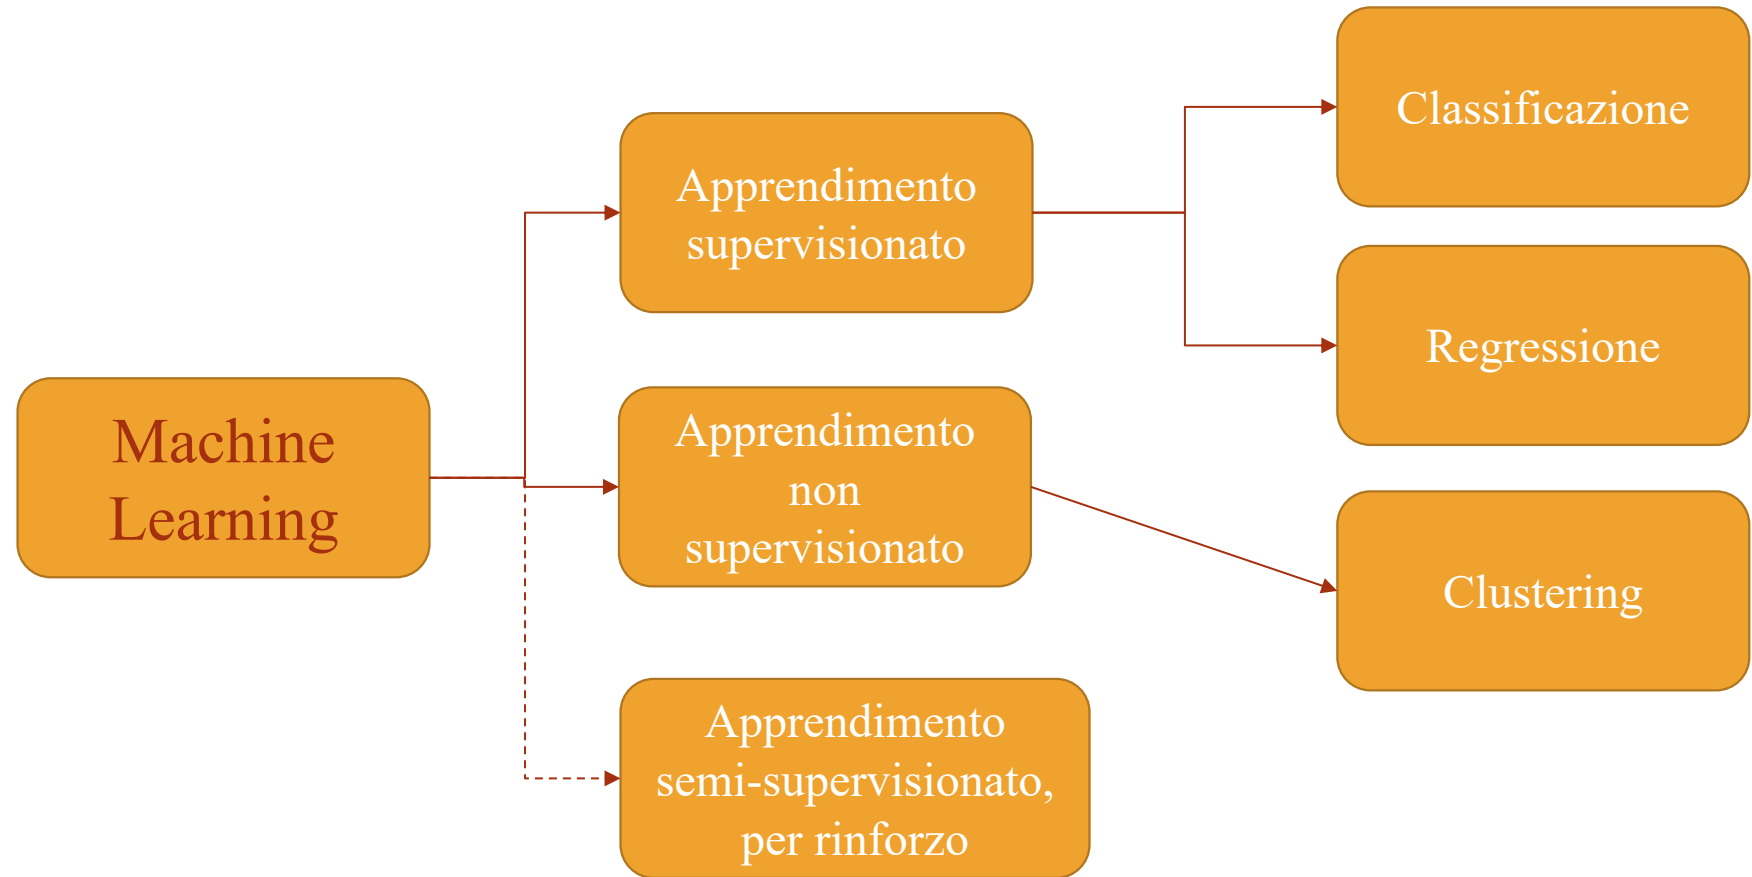 Machine
Learning
Apprendimento
supervisionato
Apprendimento
non
supervisionato
Apprendimento
semi-supervisionato,
per rinforzo
Classificazione
Regressione
Clustering